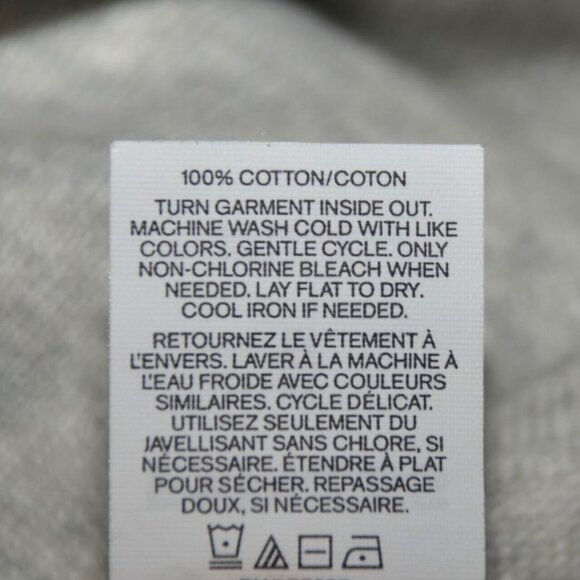 100% COTTON/COTON
TURN GARMENT INSIDE OUT.
MACHINE WASH COLD WITH LIKE
COLORS. GENTLE CYCLE. ONLY
NON-CHLORINE BLEACH WHEN
NEEDED. LAY FLAT TO DRY.
COOL IRON IF NEEDED.
RETOURNEZ LE VÊTEMENT À
L'ENVERS. LAVER À LA MACHINE À
L'EAU FROIDE AVEC COULEURS
SIMILAIRES. CYCLE DÉLICAT.
UTILISEZ SEULEMENT DU
JAVELLISANT SANS CHLORE, SI
NÉCESSAIRE. ÉTENDRE À PLAT
POUR SÉCHER. REPASSAGE
DOUX, SI NÉCESSAIRE.